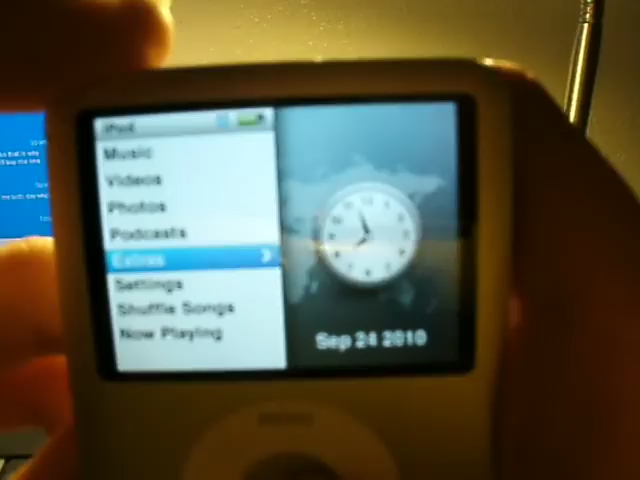 iPod
Music
Videos
Photos
Podcasts
Extras
Settings
Shuffle Songs
Now Playing
Sep 24 2010